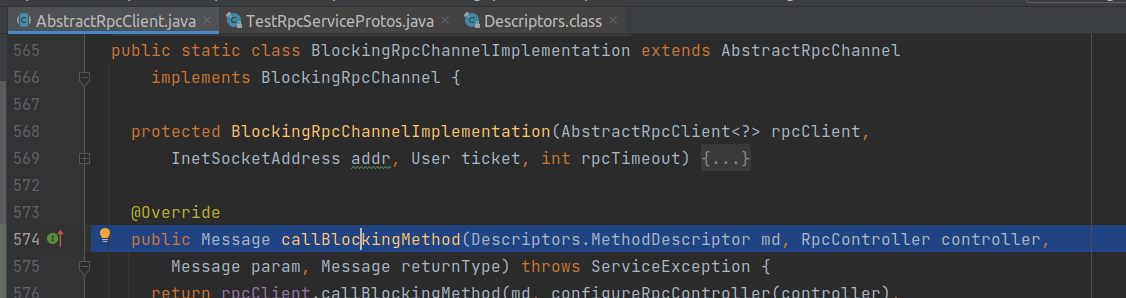 AbstractRpcClient.java × TestRpcServiceProtos.java × Descriptors.class ×
565 public static class BlockingRpcChannelImplementation extends AbstractRpcChannel
566 implements BlockingRpcChannel {
567
568 protected BlockingRpcChannelImplementation(AbstractRpcClient<?> rpcClient,
569 InetSocketAddress addr, User ticket, int rpcTimeout) {...}
572
573 @Override
574 public Message callBlockingMethod(Descriptors.MethodDescriptor md, RpcController controller,
575 Message param, Message returnType) throws ServiceException {
576 return rpcClient.callBlockingMethod(md, configureRpcController(controller),